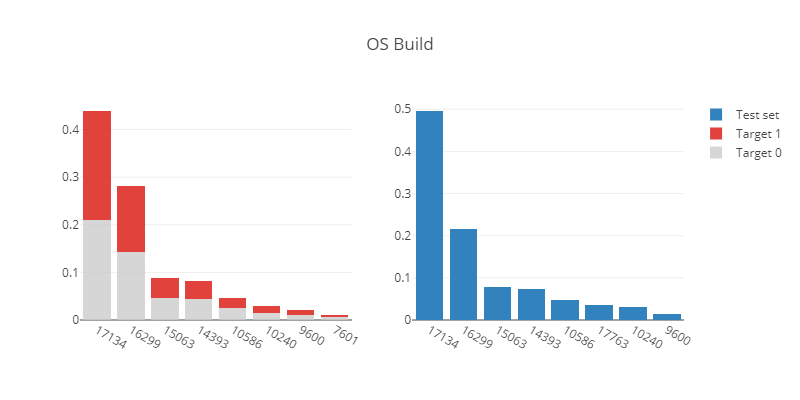 OS Build
0.4
0.3
0.2
0.1
0
17134 16299 15063 14393 10586 10240 9600 7601
0.5
0.4
0.3
0.2
0.1
0
17134 16299 15063 14393 10586 17763 10240 9600
Test set
Target 1
Target 0